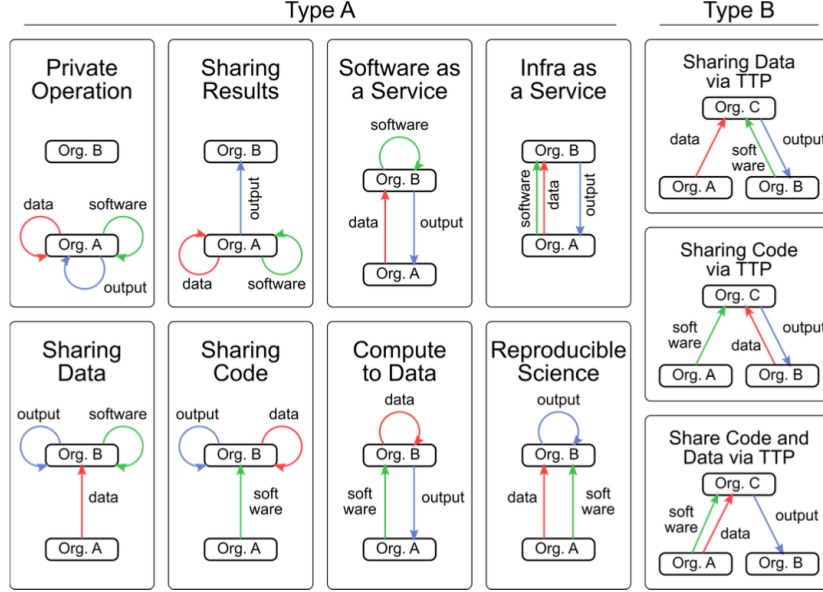 Type A
Type B
Private
Operation
Org. B
data
software
Org. A
output
Sharing
Results
Org. B
output
Org. A
data
software
Software as
a Service
software
Org. B
data
output
Org. A
Infra as
a Service
Org. B
software
data
output
Org. A
Sharing Data
via TTP
Org. C
data
output
soft
ware
Org. A
Org. B
Sharing
Data
output
software
Org. B
data
Org. A
Sharing
Code
output
data
Org. B
soft
ware
Org. A
Compute
to Data
data
Org. B
soft
ware
output
Org. A
Reproducible
Science
output
Org. B
data
soft
ware
Org. A
Sharing Code
via TTP
Org. C
soft
ware
output
data
Org. A
Org. B
Share Code and
Data via TTP
Org. C
soft
ware
output
data
Org. A
Org. B